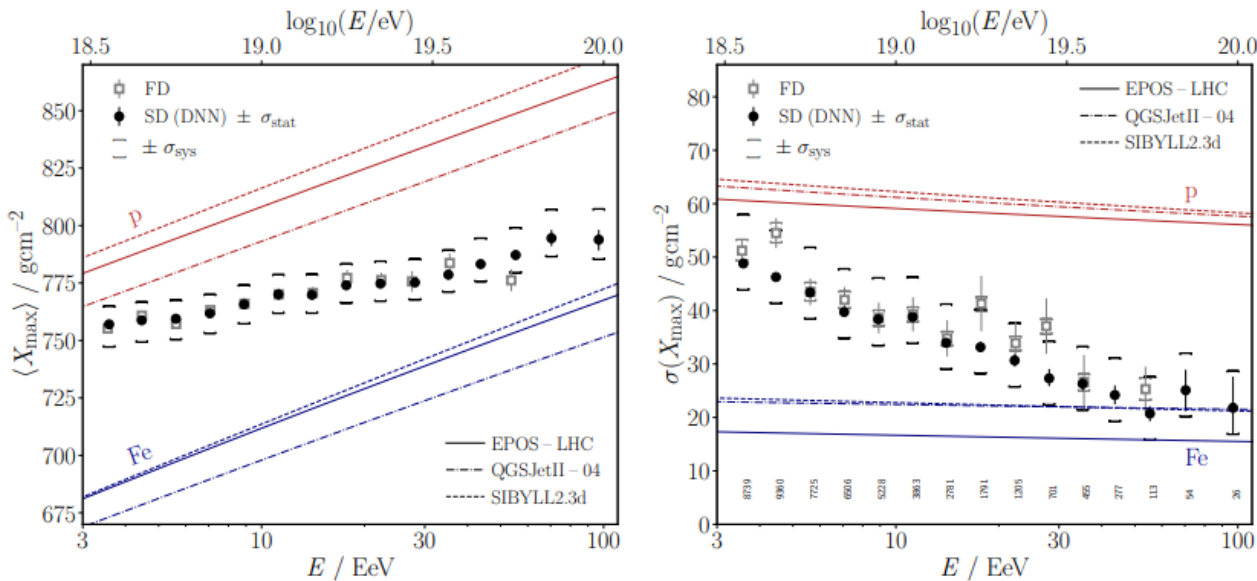 log₁₀(E/eV)
18.5 19.0 19.5 20.0
FD
SD (DNN) ± σstat
± σsys
p
Fe
EPOS – LHC
QGSJetII – 04
SIBYLL2.3d
850
825
800
775
750
725
700
675
⟨Xmax⟩ / gcm⁻²
3 10 30 100
E / EeV
log₁₀(E/eV)
18.5 19.0 19.5 20.0
FD
SD (DNN) ± σstat
± σsys
EPOS – LHC
QGSJetII – 04
SIBYLL2.3d
p
Fe
80
70
60
50
40
30
20
10
0
σ(Xmax) / gcm⁻²
8739 9360 7725 6506 5228 3863 2781 1791 1205 701 455 277 113 54 26
3 10 30 100
E / EeV